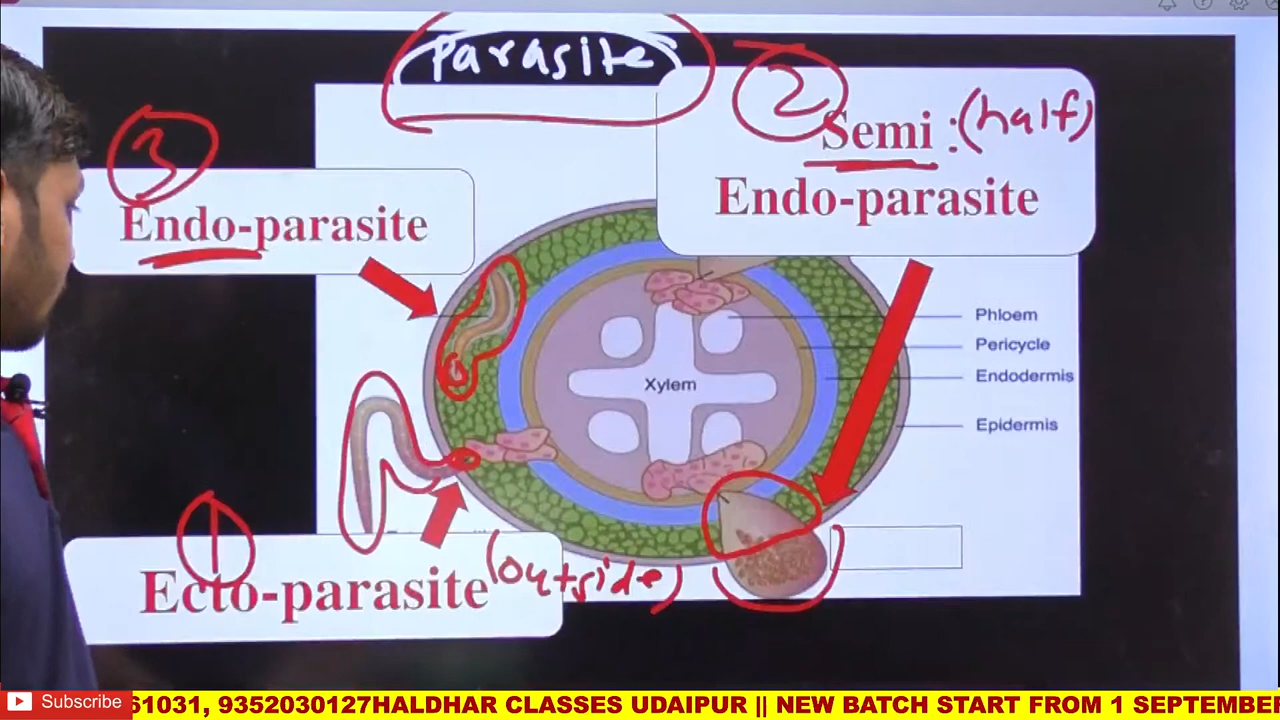 Parasite
2
Semi :(half)
Endo-parasite
3
Endo-parasite
Phloem
Pericycle
Endodermis
Epidermis
Xylem
1
Ecto-parasite (outside)
Subscribe
61031, 9352030127HALDHAR CLASSES UDAIPUR || NEW BATCH START FROM 1 SEPTEMBER